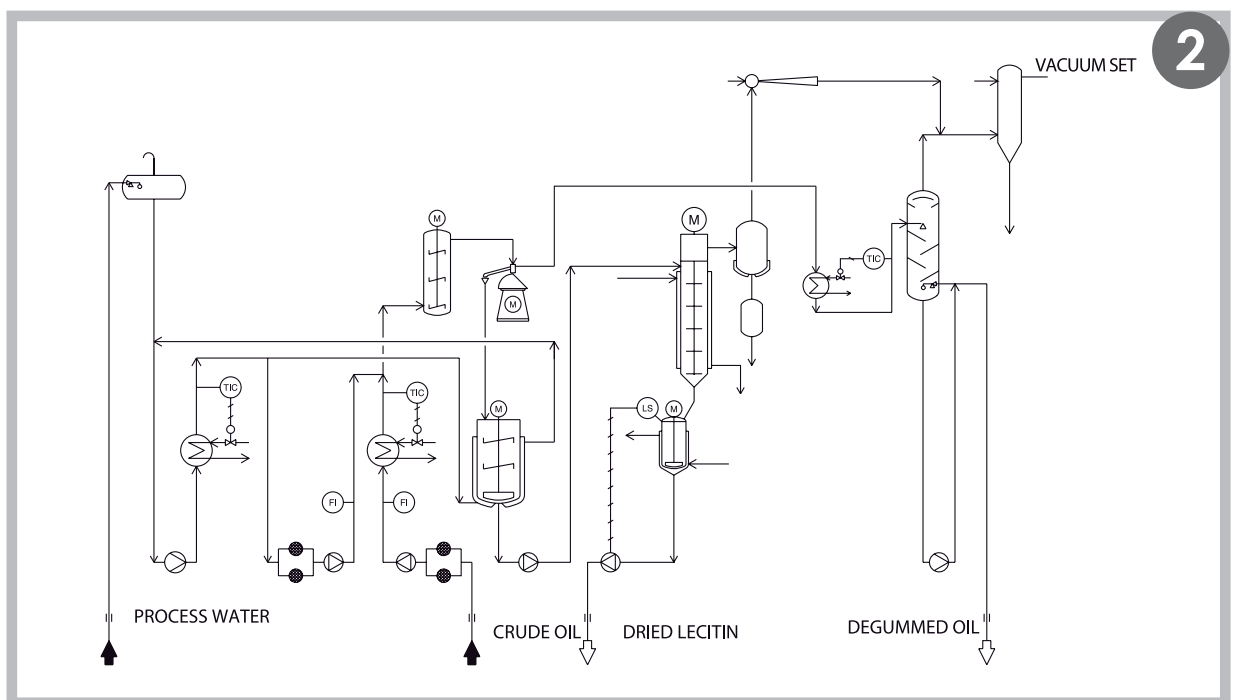 2
VACUUM SET
M
M
M
TIC
TIC
TIC
M
LS
M
FI
FI
PROCESS WATER
CRUDE OIL
DRIED LECITIN
DEGUMMED OIL